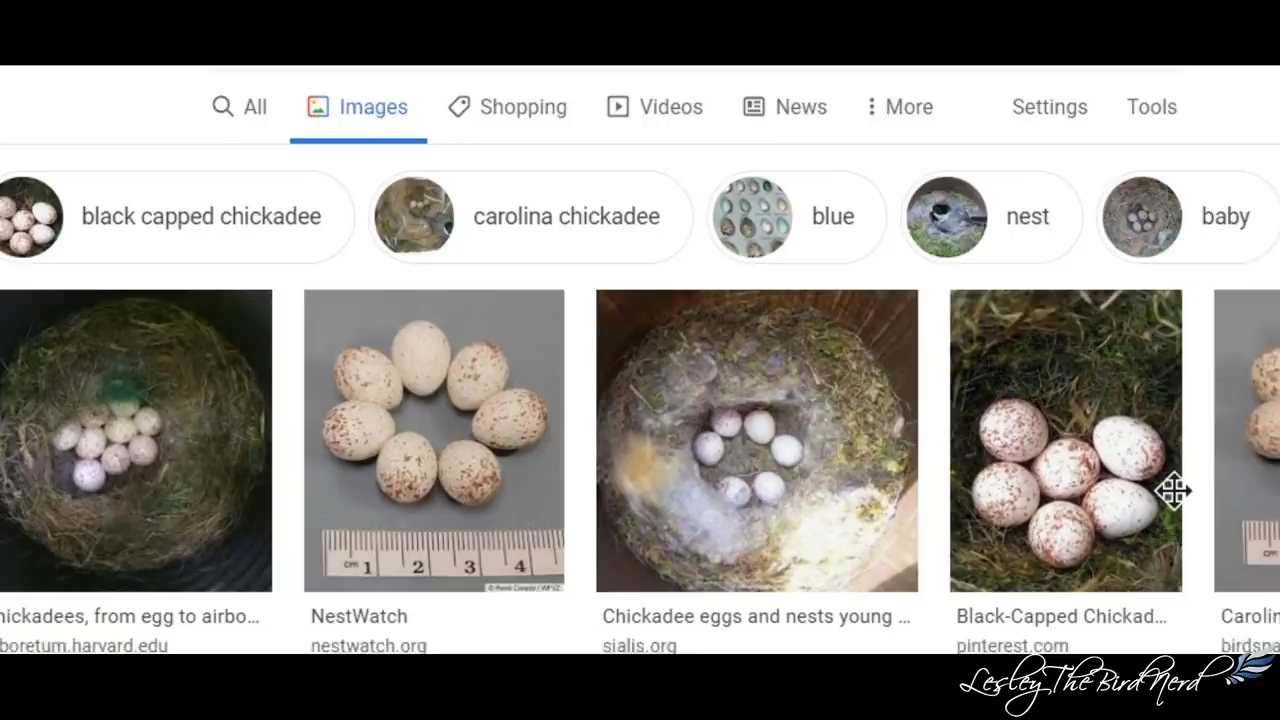 All Images Shopping Videos News More Settings Tools
black capped chickadee carolina chickadee blue nest baby
cm 1 2 3 4
cm
hickadees, from egg to airbo... NestWatch Chickadee eggs and nests young ... Black-Capped Chickad... Carolin
boretum.harvard.edu nestwatch.org sialis.org pinterest.com birdspa
Lesley The Bird Nerd